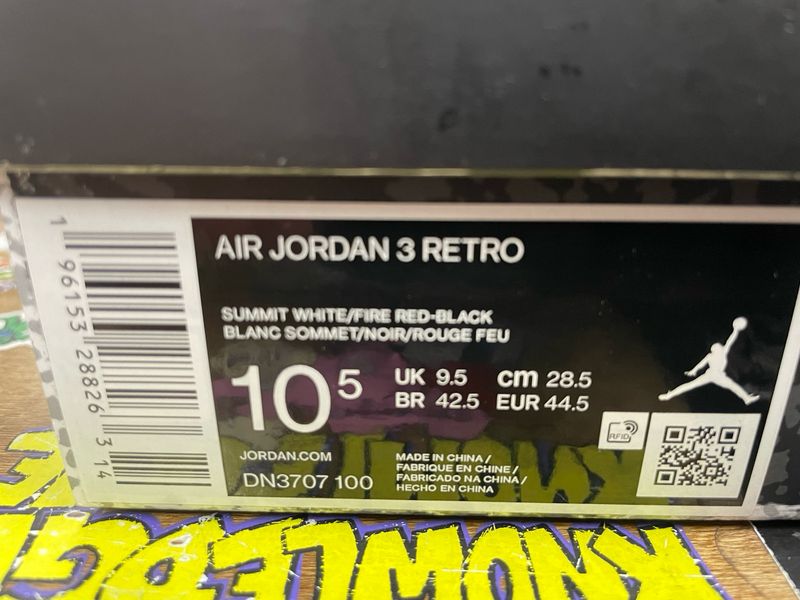 AIR JORDAN 3 RETRO
SUMMIT WHITE/FIRE RED-BLACK
BLANC SOMMET/NOIR/ROUGE FEU
10 5
UK 9.5 cm 28.5
BR 42.5 EUR 44.5
RFID
JORDAN.COM
DN3707 100
MADE IN CHINA /
FABRIQUE EN CHINE /
FABRICADO NA CHINA /
HECHO EN CHINA
1 96153 28826 3 14
KNOWLEDGE